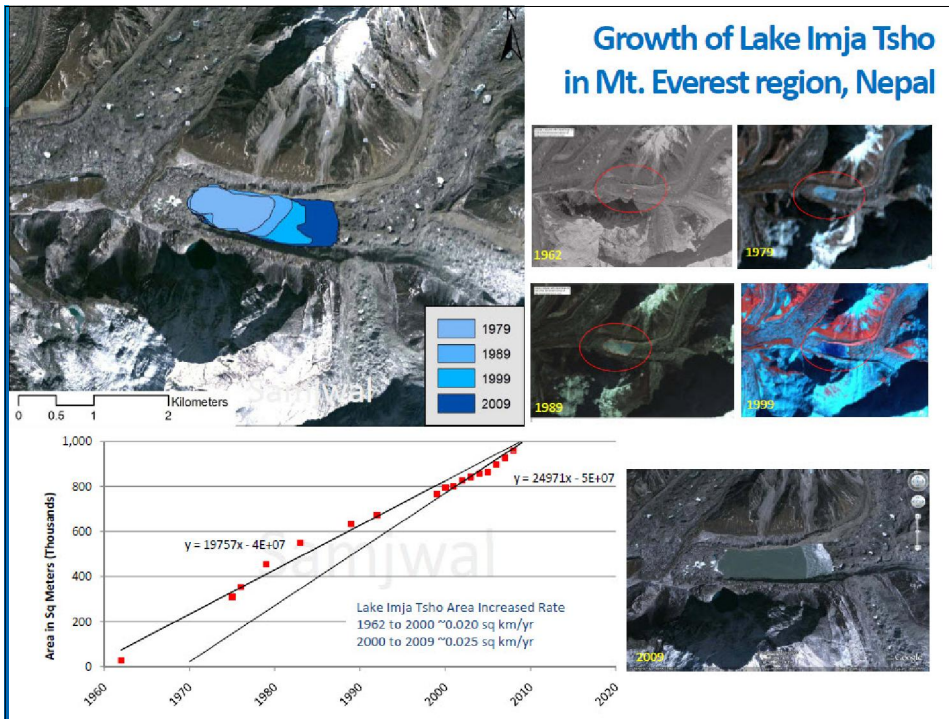 Growth of Lake Imja Tsho
in Mt. Everest region, Nepal
N
1979
1989
1999
2009
Samjwal
Kilometers
0 0.5 1 2
1962
1979
1989
1999
1,000
800
600
400
200
0
Area in Sq Meters (Thousands)
y = 24971x - 5E+07
y = 19757x - 4E+07
Samjwal
Lake Imja Tsho Area Increased Rate
1962 to 2000 ~0.020 sq km/yr
2000 to 2009 ~0.025 sq km/yr
1960 1970 1980 1990 2000 2010 2020
2009
Google